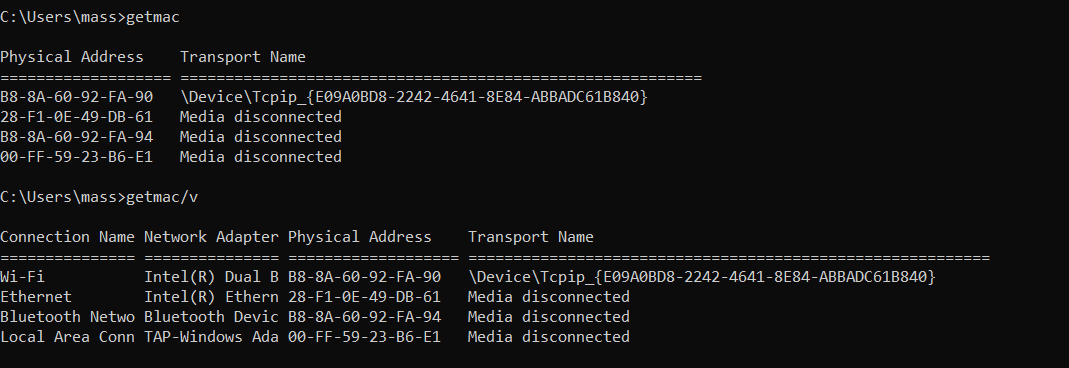 C:\Users\mass>getmac
Physical Address    Transport Name
=================== ==========================================================
B8-8A-60-92-FA-90   \Device\Tcpip_{E09A0BD8-2242-4641-8E84-ABBADC61B840}
28-F1-0E-49-DB-61   Media disconnected
B8-8A-60-92-FA-94   Media disconnected
00-FF-59-23-B6-E1   Media disconnected
C:\Users\mass>getmac/v
Connection Name Network Adapter Physical Address    Transport Name
=============== =============== =================== ==========================================================
Wi-Fi           Intel(R) Dual B B8-8A-60-92-FA-90   \Device\Tcpip_{E09A0BD8-2242-4641-8E84-ABBADC61B840}
Ethernet        Intel(R) Ethern 28-F1-0E-49-DB-61   Media disconnected
Bluetooth Netwo Bluetooth Devic B8-8A-60-92-FA-94   Media disconnected
Local Area Conn TAP-Windows Ada 00-FF-59-23-B6-E1   Media disconnected